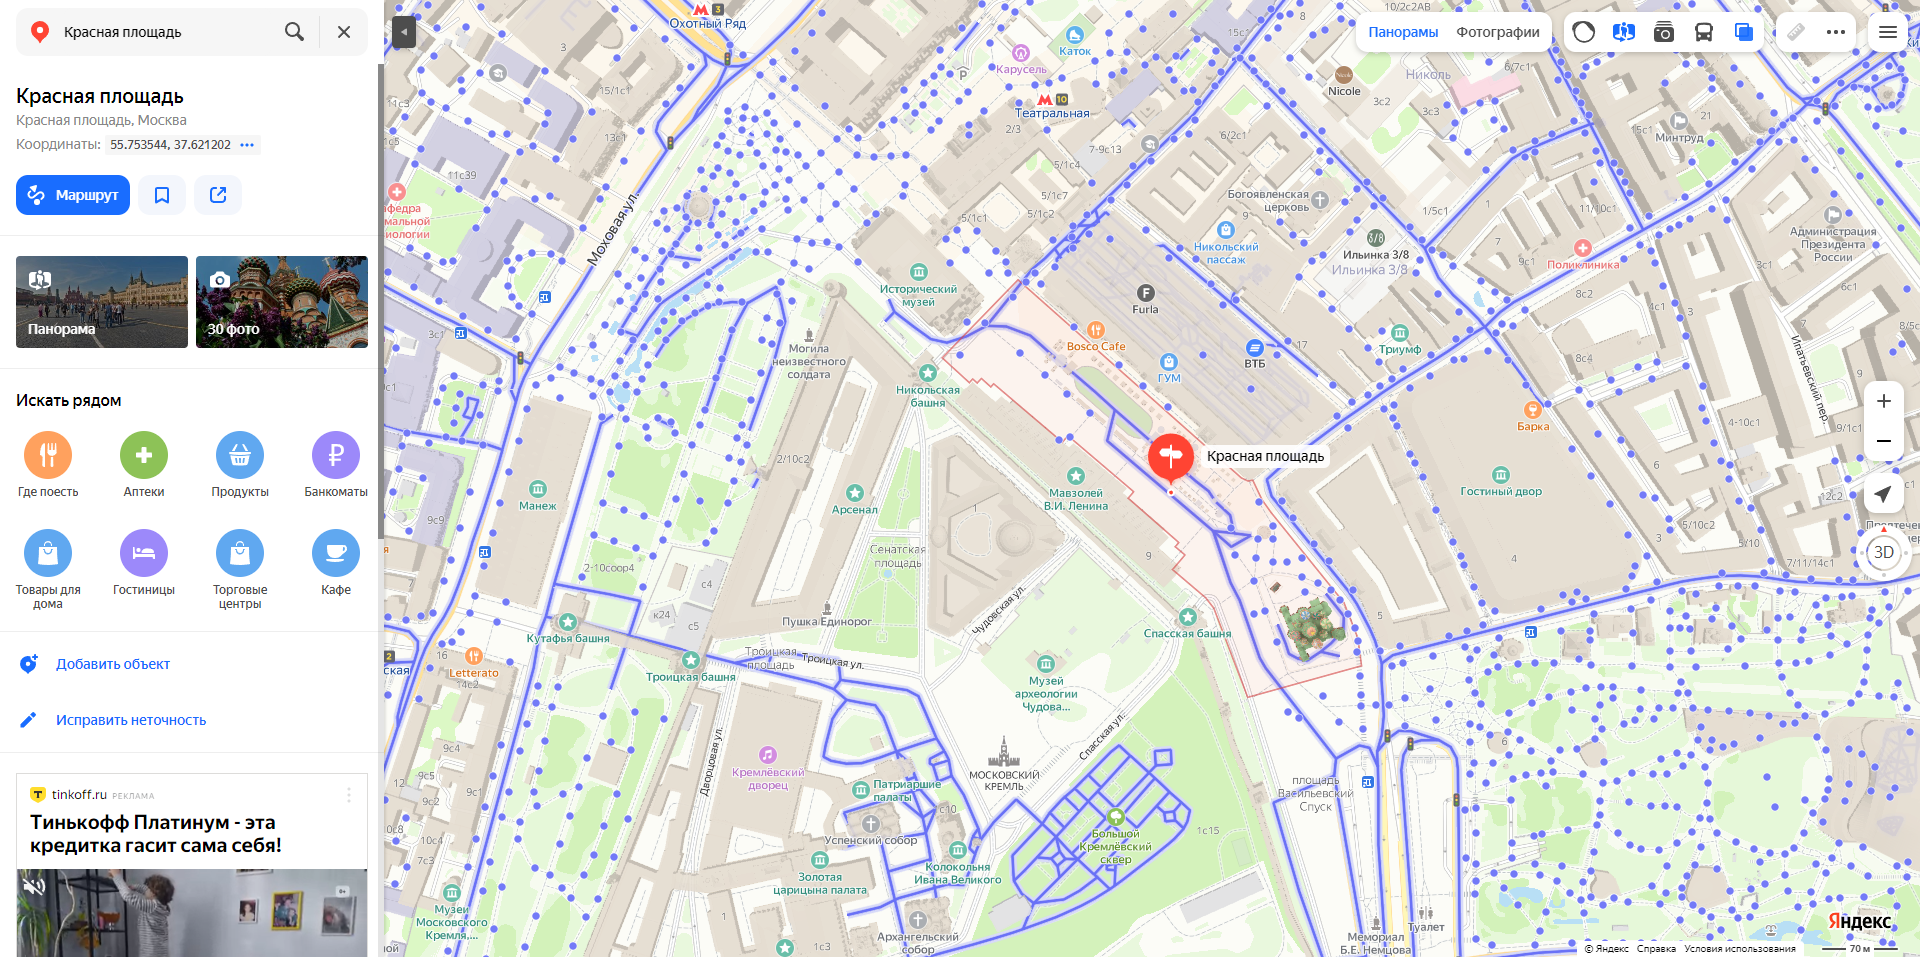 Красная площадь
Красная площадь
Красная площадь, Москва
Координаты: 55.753544, 37.621202
Маршрут
Панорама
30 фото
Искать рядом
Где поесть
Аптеки
Продукты
Банкоматы
Товары для
дома
Гостиницы
Торговые
центры
Кафе
Добавить объект
Исправить неточность
tinkoff.ru РЕКЛАМА
Тинькофф Платинум - эта
кредитка гасит сама себя!
Панорамы
Фотографии
Охотный Ряд
3
Каток
Карусель
10
Театральная
Nicole
Николь
Минтруд
Моховая ул.
Богоявленская
церковь
Никольский
пассаж
3/8
Ильинка 3/8
Ильинка 3/8
Поликлиника
Администрация
Президента
России
Исторический
музей
Furla
Bosco Cafe
ГУМ
ВТБ
Триумф
Ипатьевский пер.
Могила
неизвестного
солдата
Никольская
башня
Барка
Красная площадь
Гостиный двор
Манеж
Арсенал
Мавзолей
В.И. Ленина
Сенатская
площадь
3D
Чудовская ул.
Пушка Единорог
Спасская башня
Кутафья башня
Троицкая
площадь
Троицкая ул.
Троицкая башня
Letterato
Музей
археологии
Чудова...
Дворцовая ул.
Спасская ул.
Кремлёвский
дворец
МОСКОВСКИЙ
КРЕМЛЬ
Патриаршие
палаты
площадь
Васильевский
Спуск
Большой
Кремлёвский
сквер
Успенский собор
Колокольня
Ивана Великого
Золотая
царицына палата
Музеи
Московского
Кремля,...
Архангельский
собор
Мемориал
Б.Е. Немцова
Туалет
Яндекс
© Яндекс Справка Условия использования
70 м